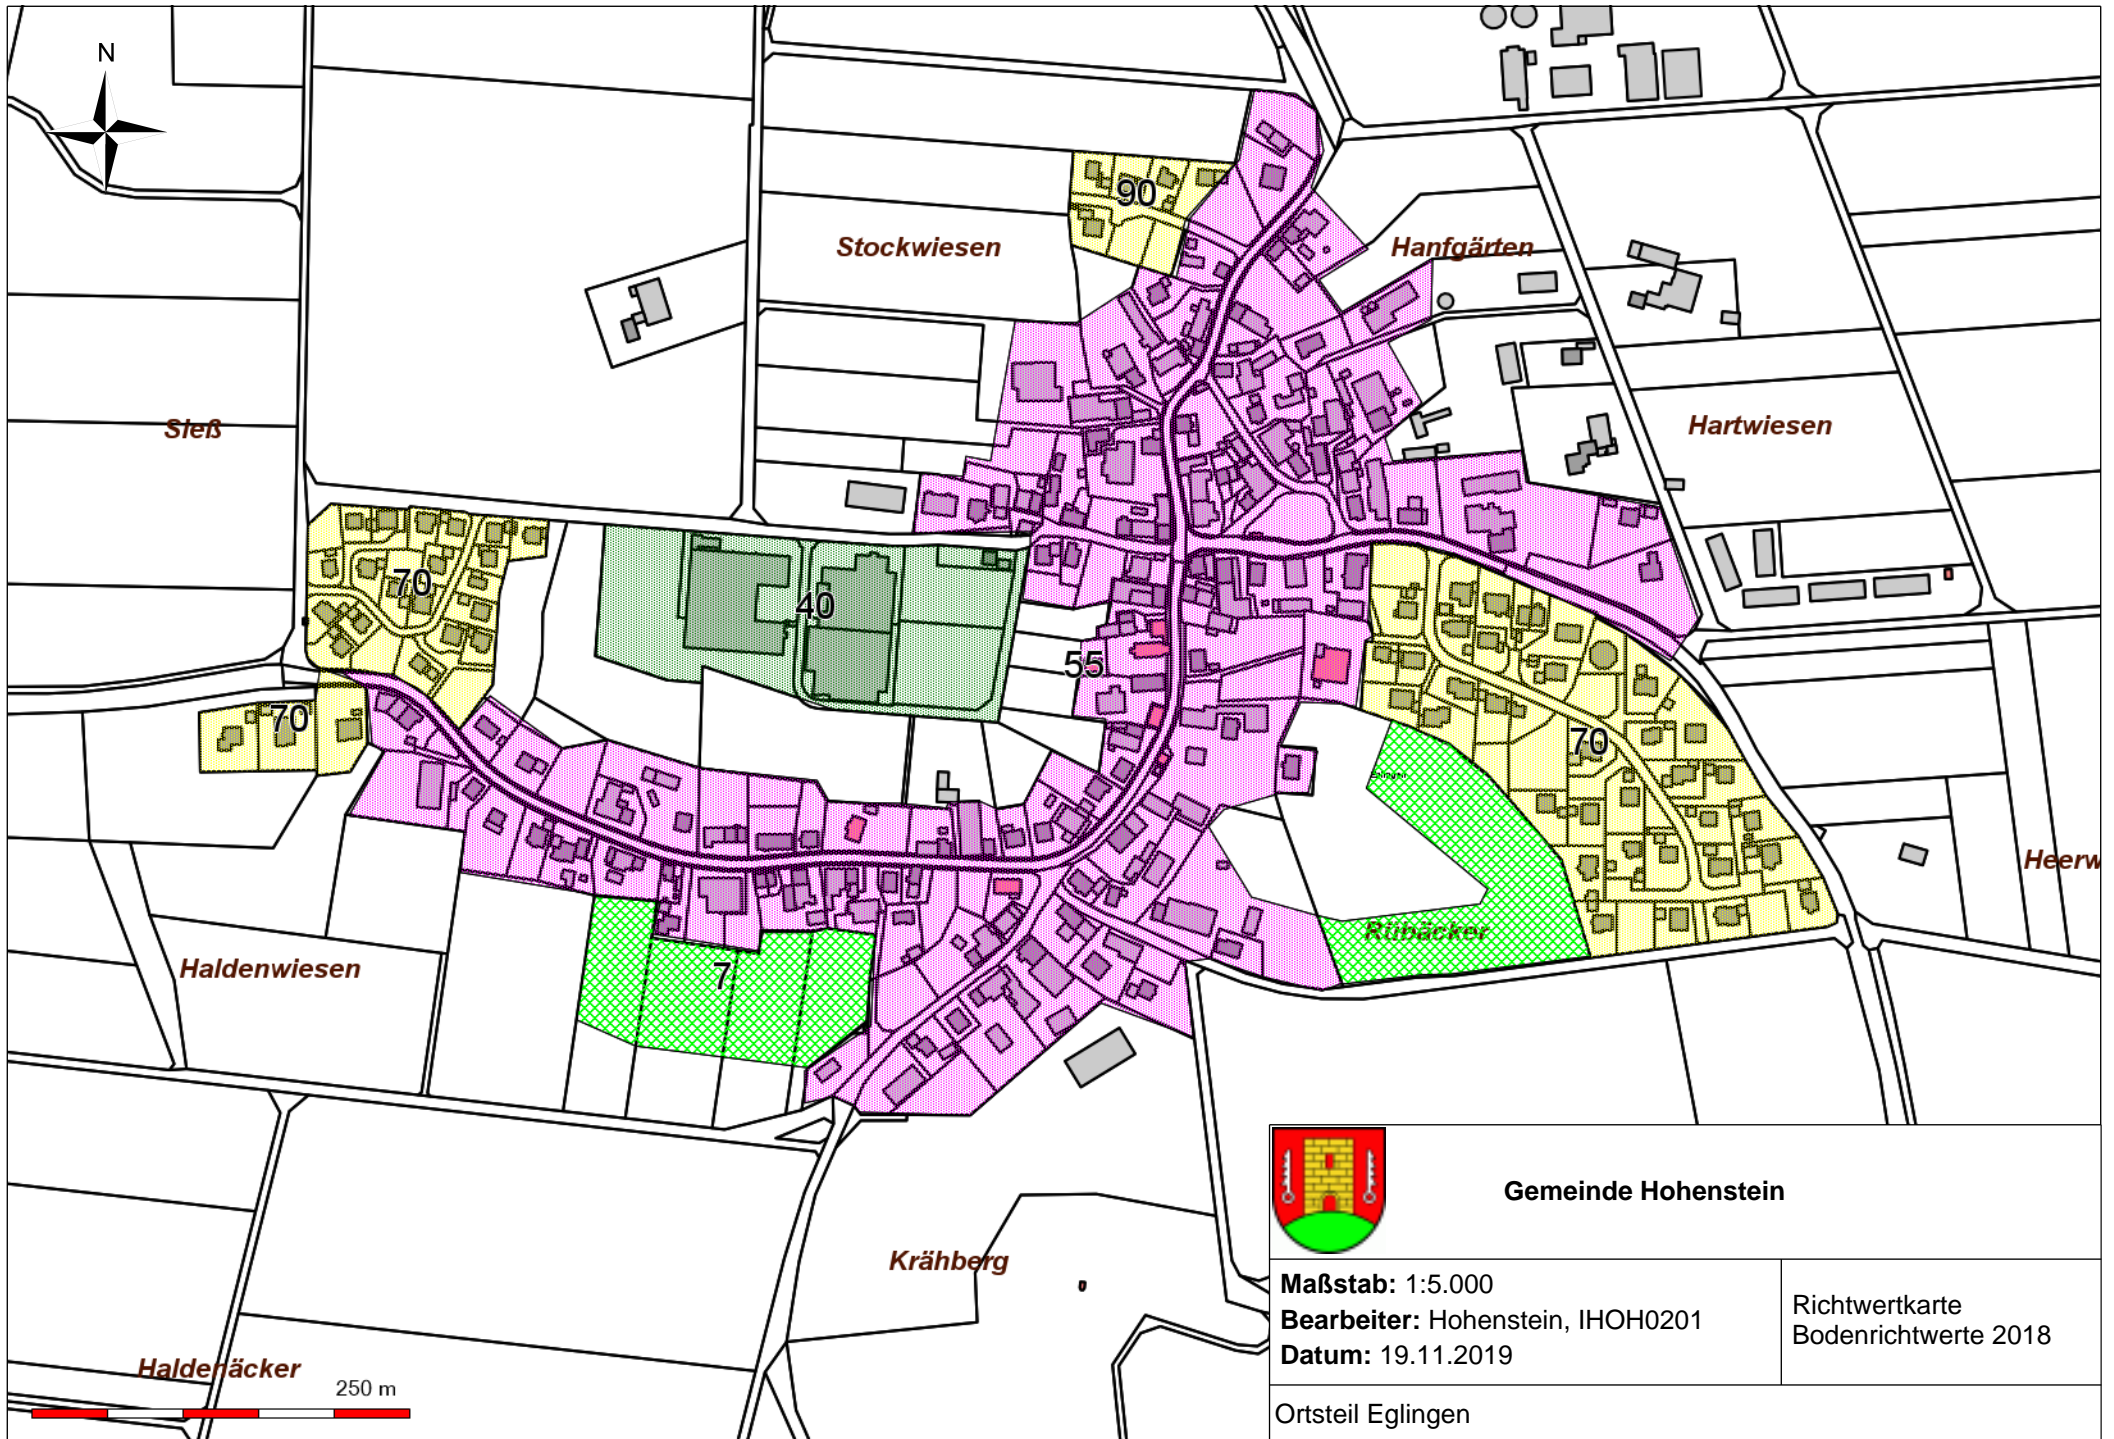 N
90
Stockwiesen
Hanfgärten
Sleß
Hartwiesen
70
40
55
70
70
Heerw
Rübäcker
Haldenwiesen
7
Krähberg
Haldenäcker
250 m
Gemeinde Hohenstein
Maßstab: 1:5.000
Bearbeiter: Hohenstein, IHOH0201
Datum: 19.11.2019
Richtwertkarte
Bodenrichtwerte 2018
Ortsteil Eglingen